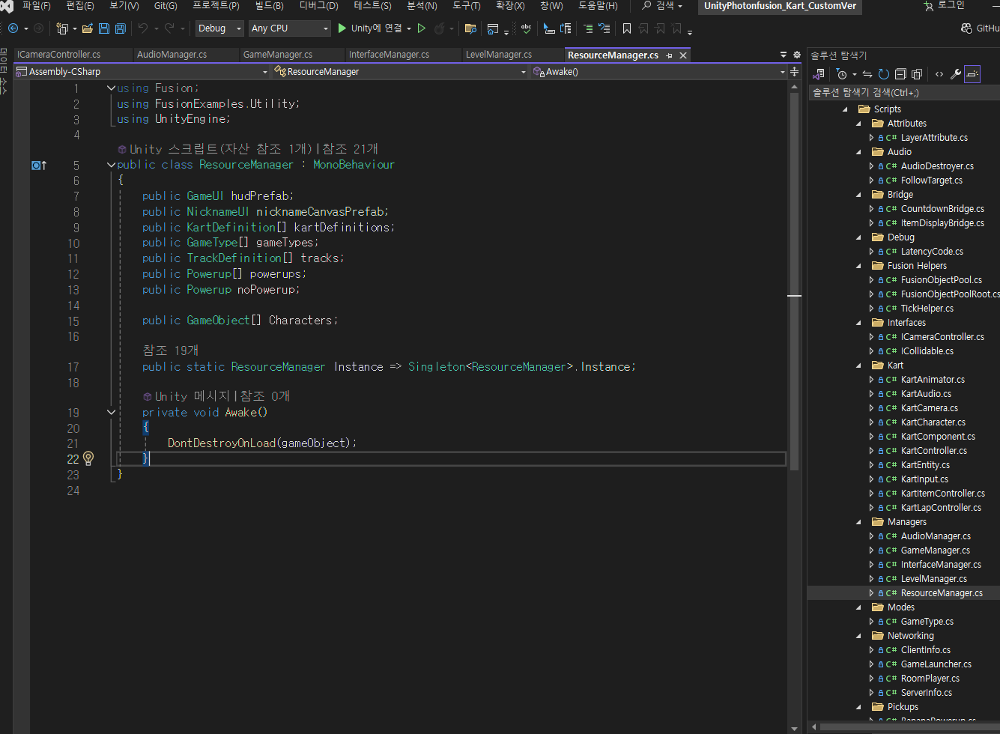 파일(F) 편집(E) 보기(V) Git(G) 프로젝트(P) 빌드(B) 디버그(D) 테스트(S) 분석(N) 도구(T) 확장(X) 창(W) 도움말(H) 검색 UnityPhotonfusion_Kart_CustomVer 로그인
Debug Any CPU Unity에 연결 GitHu
ICameraController.cs AudioManager.cs GameManager.cs InterfaceManager.cs LevelManager.cs ResourceManager.cs
Assembly-CSharp ResourceManager Awake()
1 using Fusion;
2 using FusionExamples.Utility;
3 using UnityEngine;
4
Unity 스크립트(자산 참조 1개)|참조 21개
5 public class ResourceManager : MonoBehaviour
6 {
7 public GameUI hudPrefab;
8 public NicknameUI nicknameCanvasPrefab;
9 public KartDefinition[] kartDefinitions;
10 public GameType[] gameTypes;
11 public TrackDefinition[] tracks;
12 public Powerup[] powerups;
13 public Powerup noPowerup;
14
15 public GameObject[] Characters;
16
참조 19개
17 public static ResourceManager Instance => Singleton<ResourceManager>.Instance;
18
Unity 메시지|참조 0개
19 private void Awake()
20 {
21 DontDestroyOnLoad(gameObject);
22 }
23 }
24
솔루션 탐색기
솔루션 탐색기 검색(Ctrl+;)
Scripts
Attributes
C# LayerAttribute.cs
Audio
C# AudioDestroyer.cs
C# FollowTarget.cs
Bridge
C# CountdownBridge.cs
C# ItemDisplayBridge.cs
Debug
C# LatencyCode.cs
Fusion Helpers
C# FusionObjectPool.cs
C# FusionObjectPoolRoot.cs
C# TickHelper.cs
Interfaces
C# ICameraController.cs
C# ICollidable.cs
Kart
C# KartAnimator.cs
C# KartAudio.cs
C# KartCamera.cs
C# KartCharacter.cs
C# KartComponent.cs
C# KartController.cs
C# KartEntity.cs
C# KartInput.cs
C# KartItemController.cs
C# KartLapController.cs
Managers
C# AudioManager.cs
C# GameManager.cs
C# InterfaceManager.cs
C# LevelManager.cs
C# ResourceManager.cs
Modes
C# GameType.cs
Networking
C# ClientInfo.cs
C# GameLauncher.cs
C# RoomPlayer.cs
C# ServerInfo.cs
Pickups
C# BananaPowerup.cs